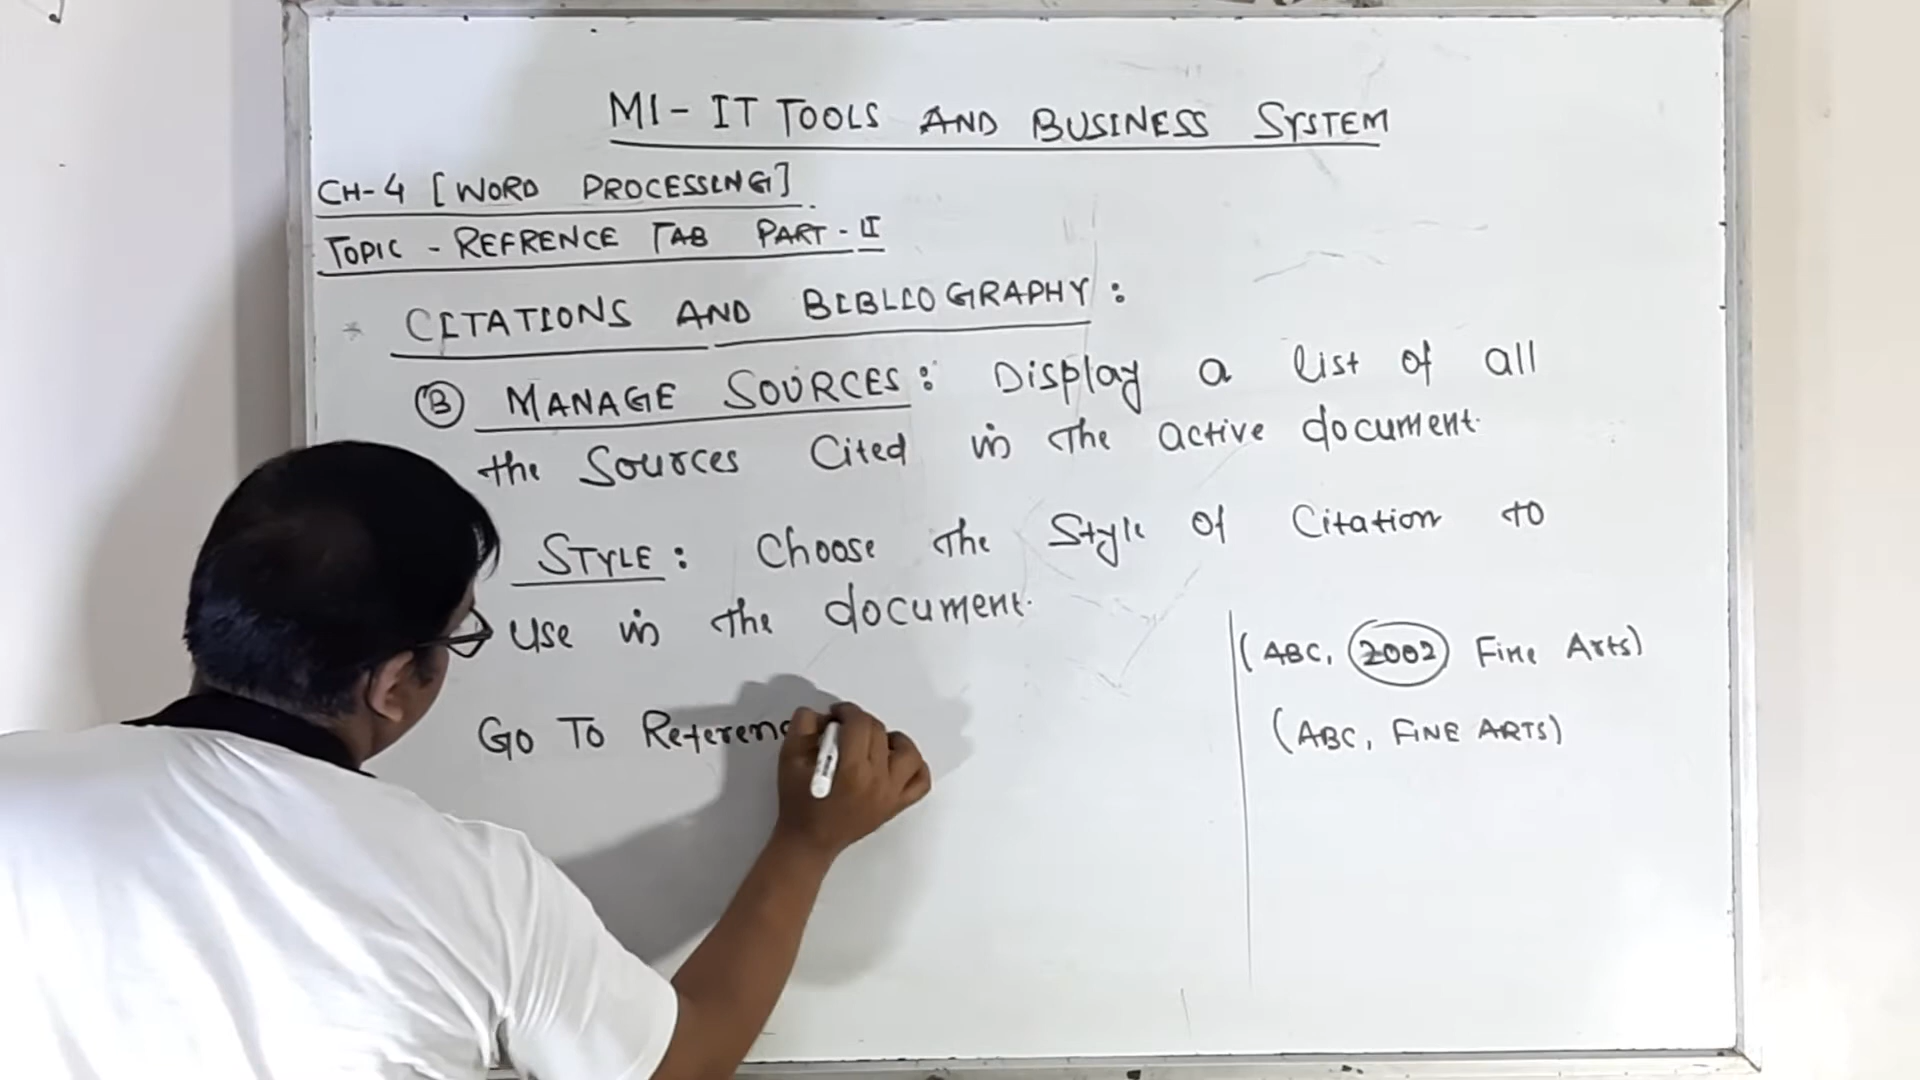 M1-IT TOOLS AND BUSINESS SYSTEM
CH-4 [WORD PROCESSING]
TOPIC - REFRENCE TAB PART-II
* CITATIONS AND BIBLIOGRAPHY:
(B) MANAGE SOURCES: Display a list of all
the Sources Cited in the active document.
STYLE: Choose the Style of Citation to
Use in the document.
(ABC, 2002 Fine Arts)
(ABC, FINE ARTS)
Go To Referenc